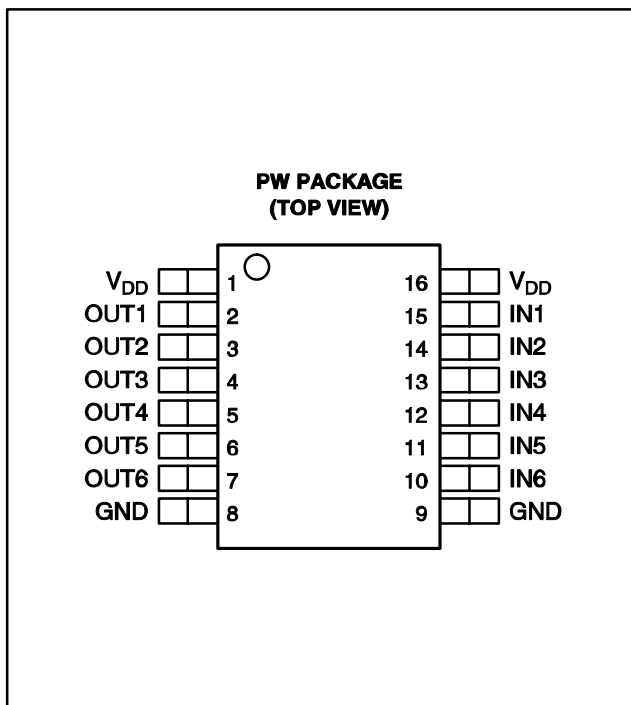 PW PACKAGE
(TOP VIEW)
VDD 1 16 VDD
OUT1 2 15 IN1
OUT2 3 14 IN2
OUT3 4 13 IN3
OUT4 5 12 IN4
OUT5 6 11 IN5
OUT6 7 10 IN6
GND 8 9 GND